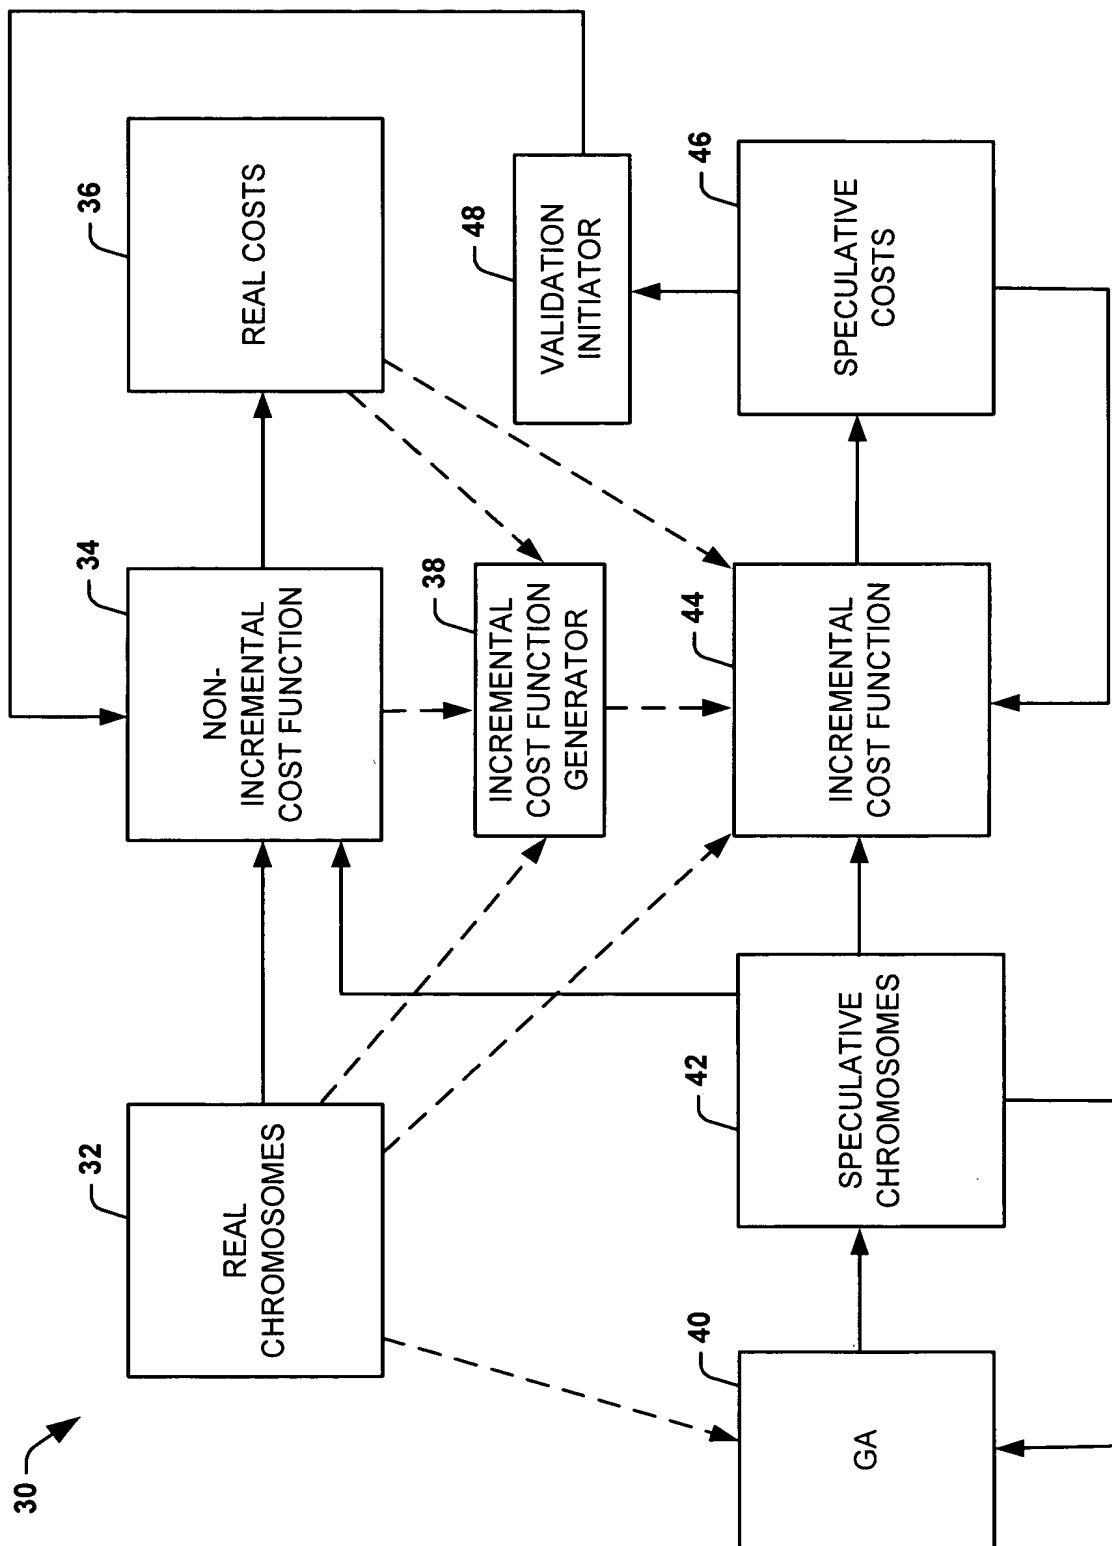 30
32
REAL
CHROMOSOMES
34
NON-
INCREMENTAL
COST FUNCTION
36
REAL COSTS
38
INCREMENTAL
COST FUNCTION
GENERATOR
48
VALIDATION
INITIATOR
40
GA
42
SPECULATIVE
CHROMOSOMES
44
INCREMENTAL
COST FUNCTION
46
SPECULATIVE
COSTS